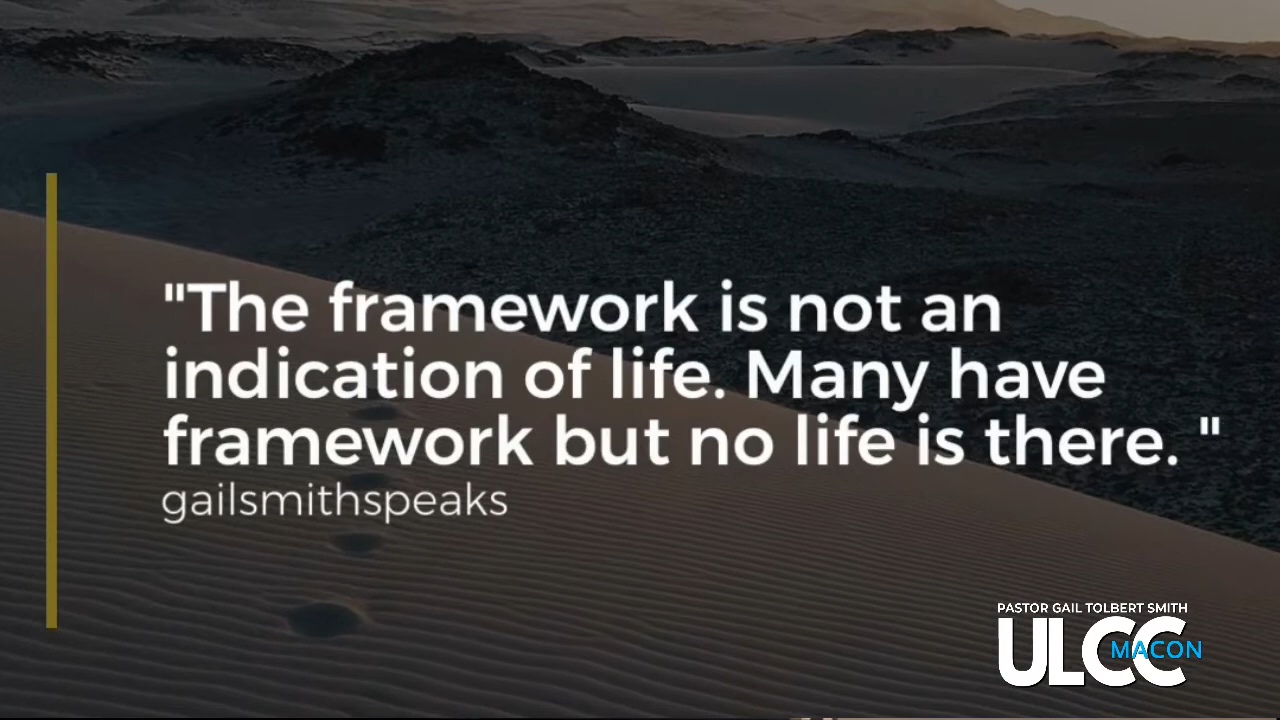 "The framework is not an
indication of life. Many have
framework but no life is there. "
gailsmithspeaks
PASTOR GAIL TOLBERT SMITH
ULCC
MACON